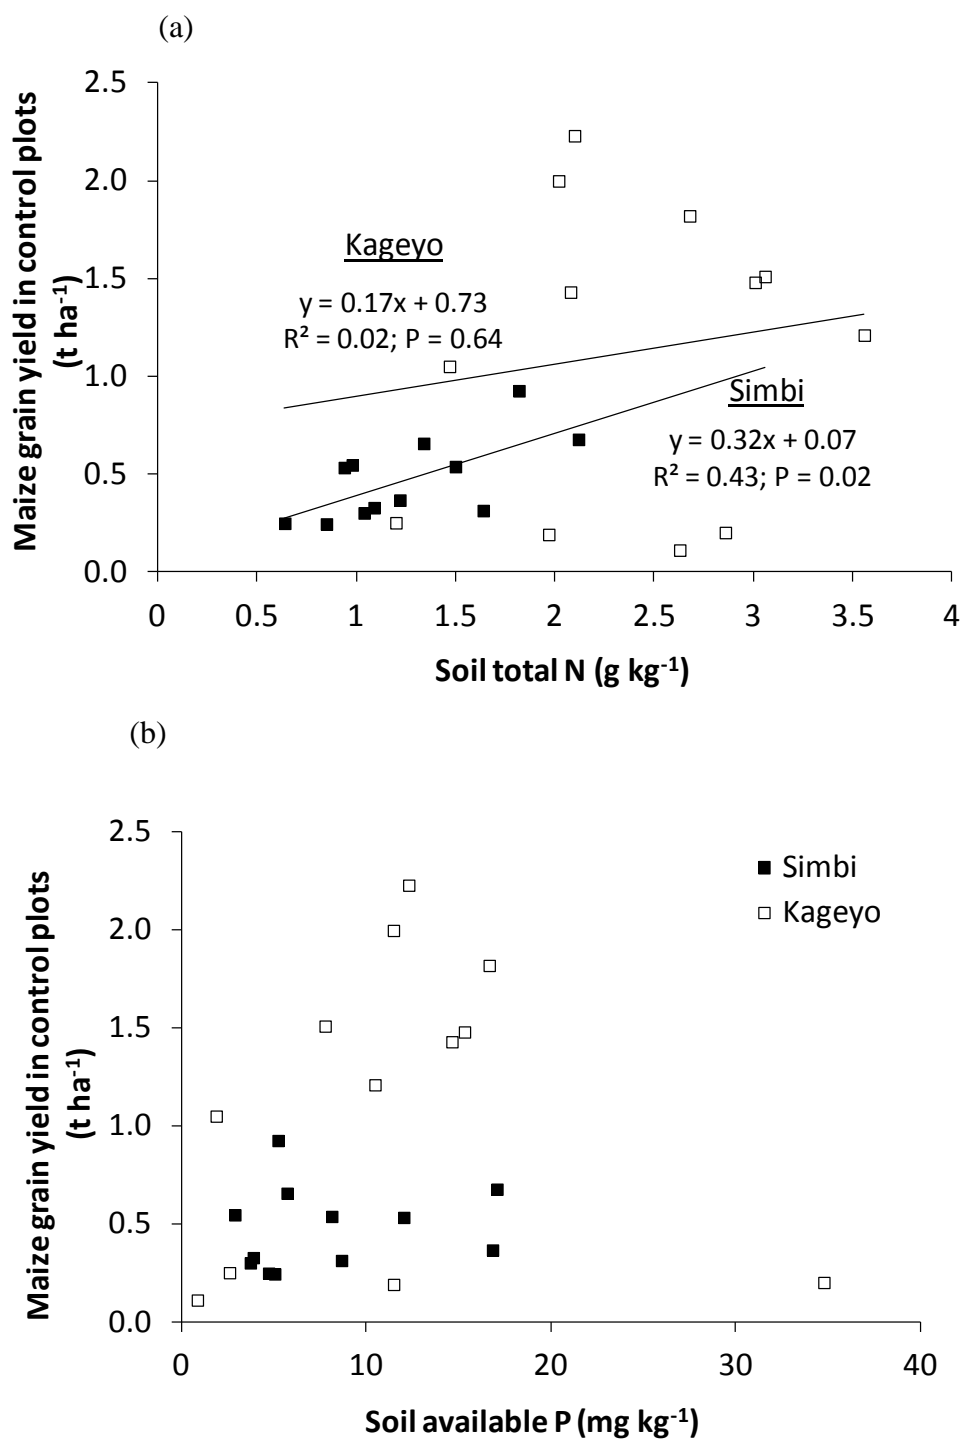 (a)
Maize grain yield in control plots
(t ha⁻¹)
2.5
2.0
1.5
1.0
0.5
0.0
Kageyo
y = 0.17x + 0.73
R² = 0.02; P = 0.64
Simbi
y = 0.32x + 0.07
R² = 0.43; P = 0.02
0 0.5 1 1.5 2 2.5 3 3.5 4
Soil total N (g kg⁻¹)
(b)
Maize grain yield in control plots
(t ha⁻¹)
2.5
2.0
1.5
1.0
0.5
0.0
Simbi
Kageyo
0 10 20 30 40
Soil available P (mg kg⁻¹)